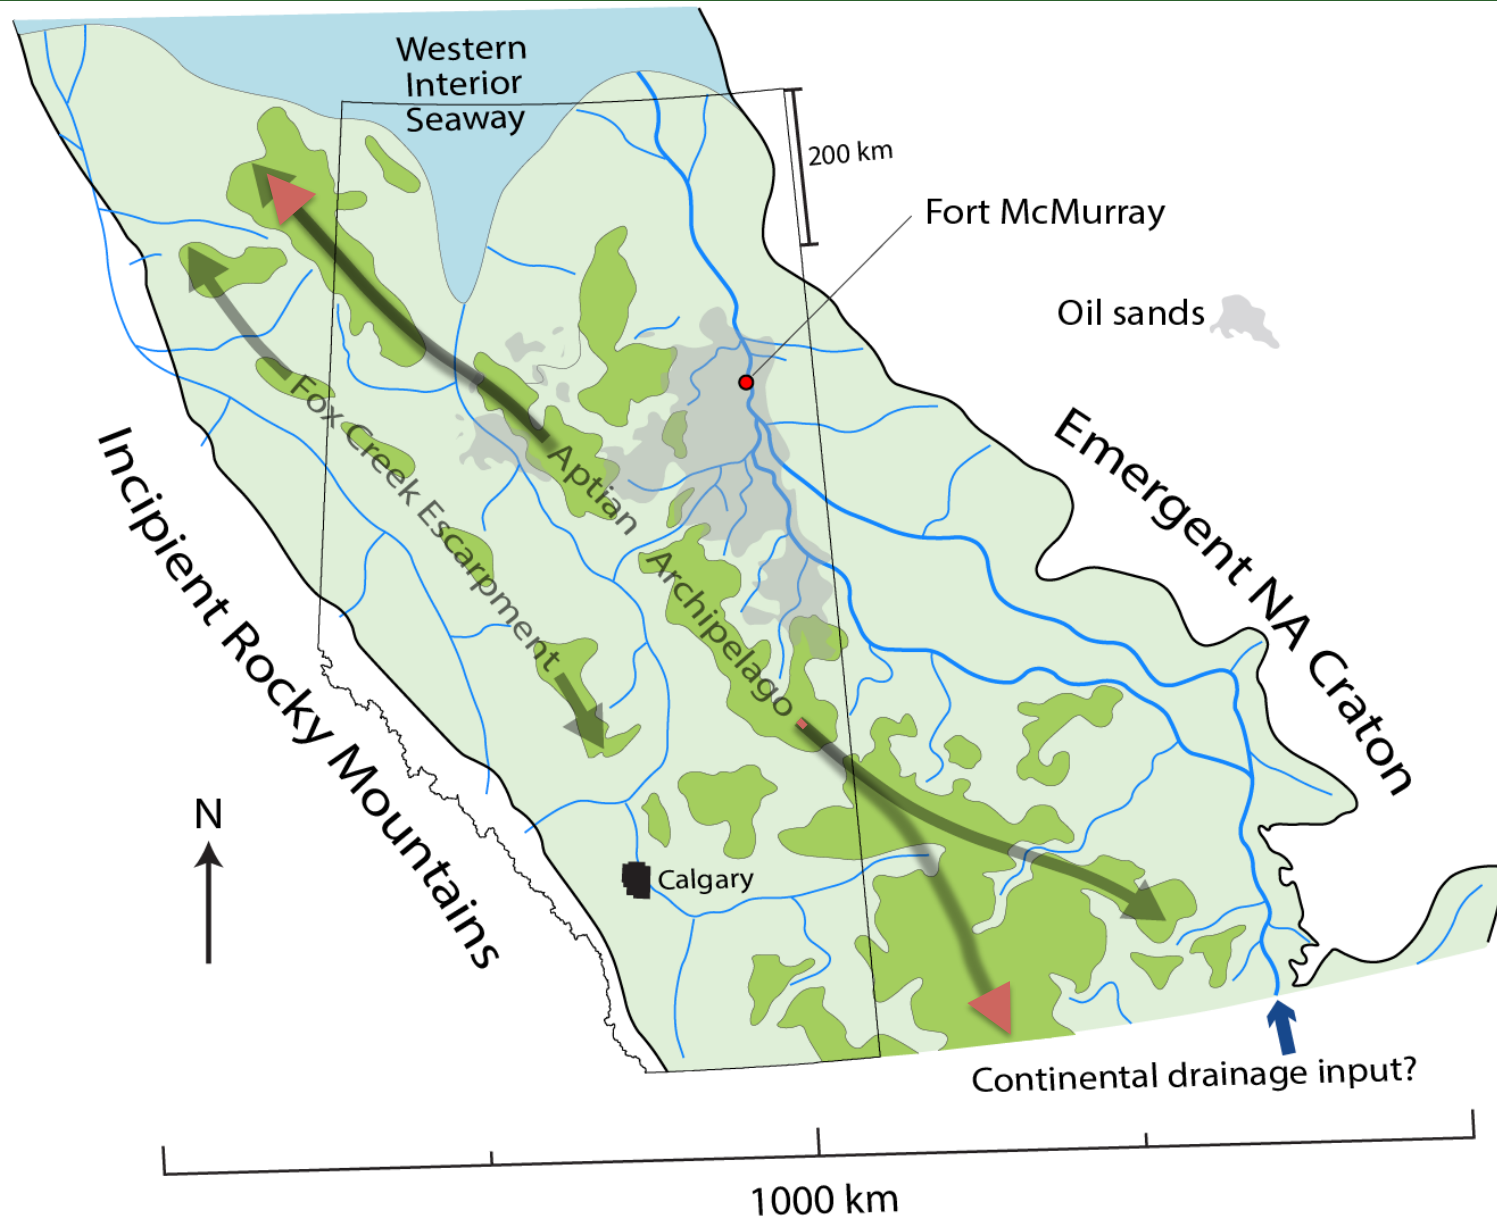 Western
Interior
Seaway
200 km
Fort McMurray
Oil sands
Emergent NA Craton
Fox Creek Escarpment
Aptian
Archipelago
Incipient Rocky Mountains
N
Calgary
Continental drainage input?
1000 km